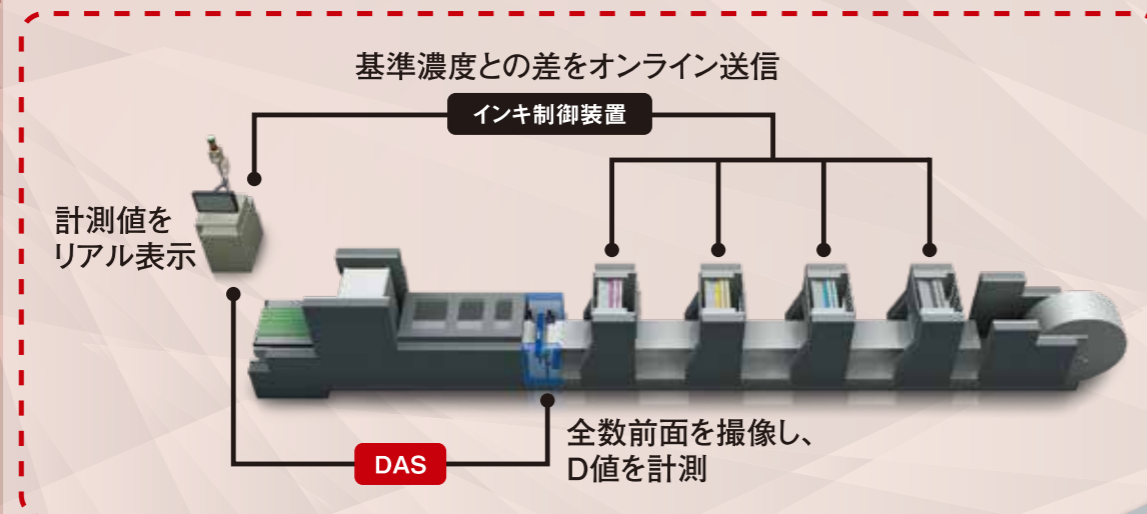 基準濃度との差をオンライン送信
インキ制御装置
計測値を
リアル表示
DAS
全数前面を撮像し、
D値を計測